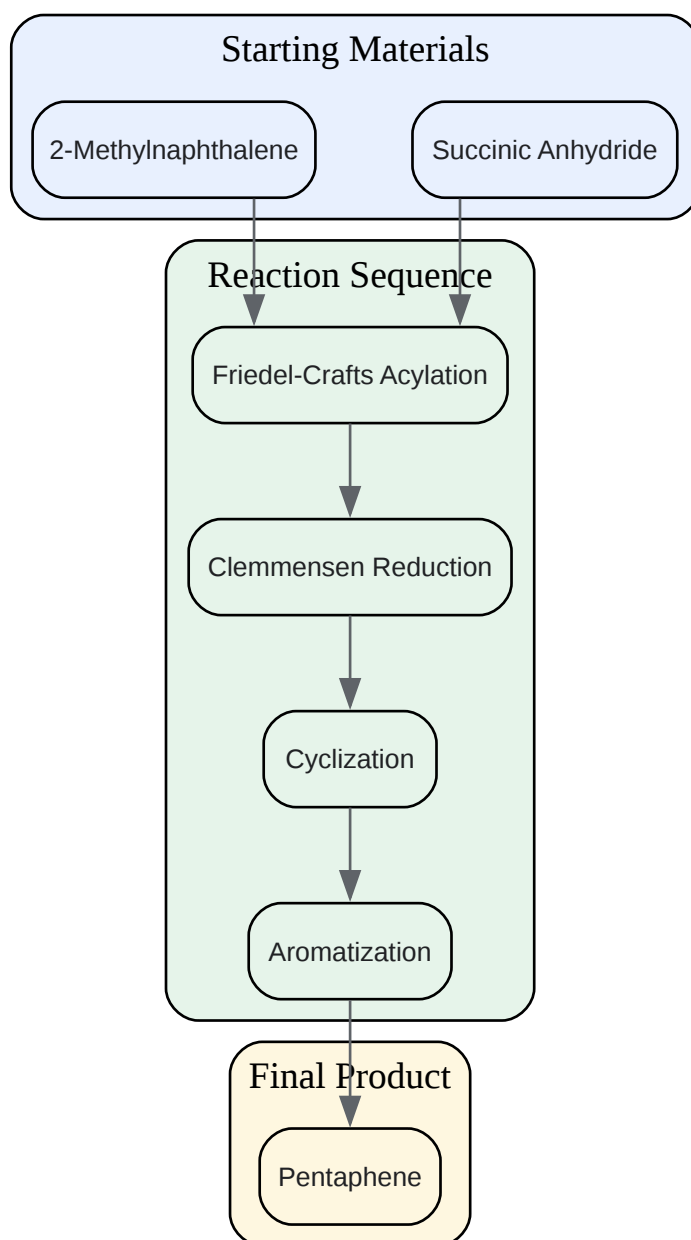 Starting Materials
2-Methylnaphthalene
Succinic Anhydride
Reaction Sequence
Friedel-Crafts Acylation
Clemmensen Reduction
Cyclization
Aromatization
Final Product
Pentaphene